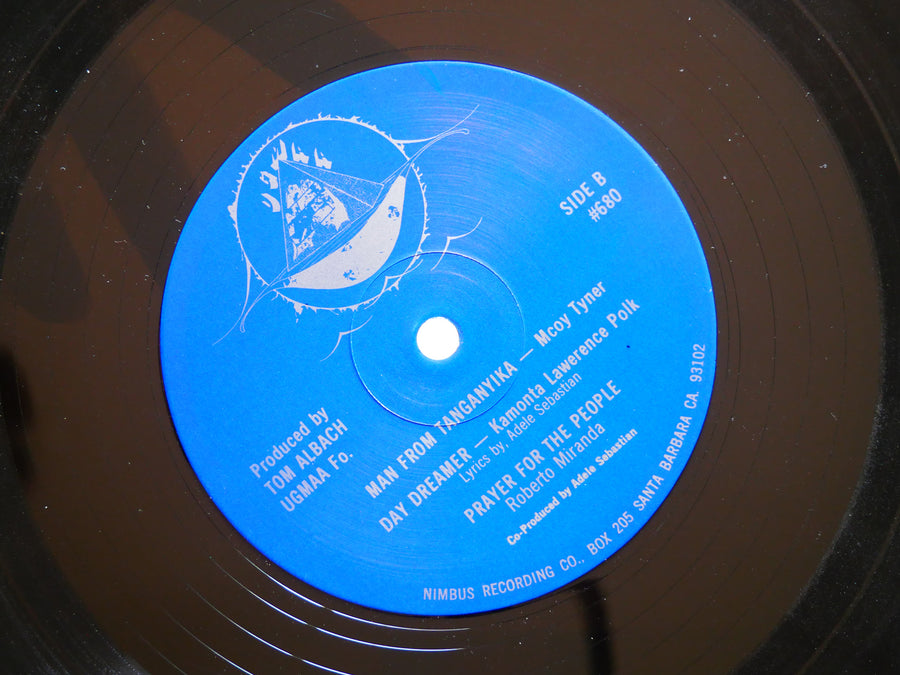 SIDE B
#680
MAN FROM TANGANYIKA — Mcoy Tyner
DAY DREAMER — Kamonta Lawerence Polk
Lyrics by, Adele Sebastian
PRAYER FOR THE PEOPLE
Roberto Miranda
Co-Produced by Adele Sebastian
Produced by
TOM ALBACH
UGMAA Fo.
NIMBUS RECORDING CO., BOX 205 SANTA BARBARA CA. 93102